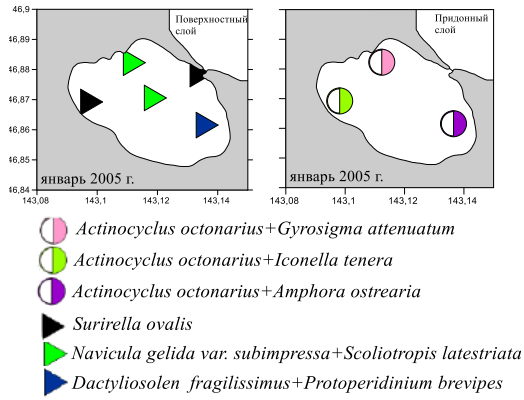 46,9
46,88
46,87
46,86
46,85
46,84
Поверхностный
слой
январь 2005 г.
143,08
143,1
143,12
143,14
Придонный
слой
январь 2005 г.
143,08
143,1
143,12
143,14
Actinocyclus octonarius+Gyrosigma attenuatum
Actinocyclus octonarius+Iconella tenera
Actinocyclus octonarius+Amphora ostrearia
Surirella ovalis
Navicula gelida var. subimpressa+Scoliotropis latestriata
Dactyliosolen fragilissimus+Protoperidinium brevipes